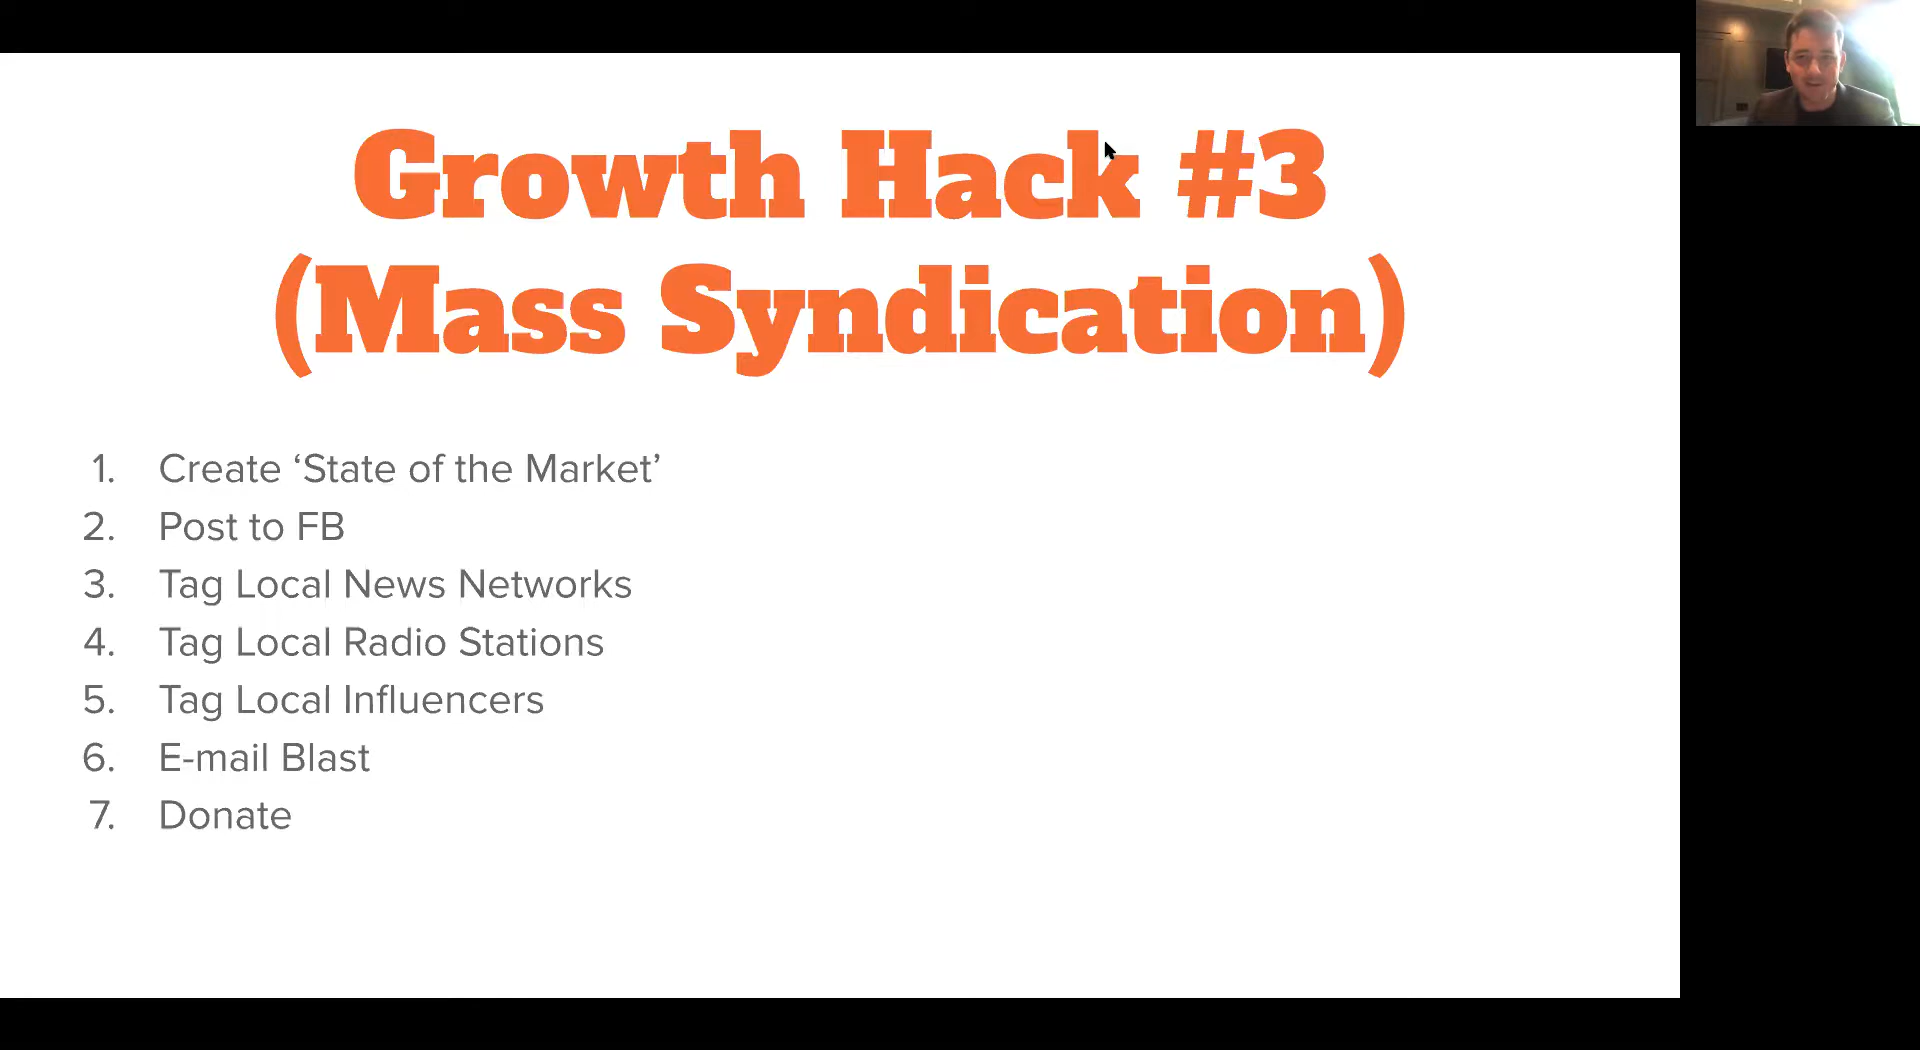 Growth Hack #3
(Mass Syndication)
1. Create ‘State of the Market’
2. Post to FB
3. Tag Local News Networks
4. Tag Local Radio Stations
5. Tag Local Influencers
6. E-mail Blast
7. Donate